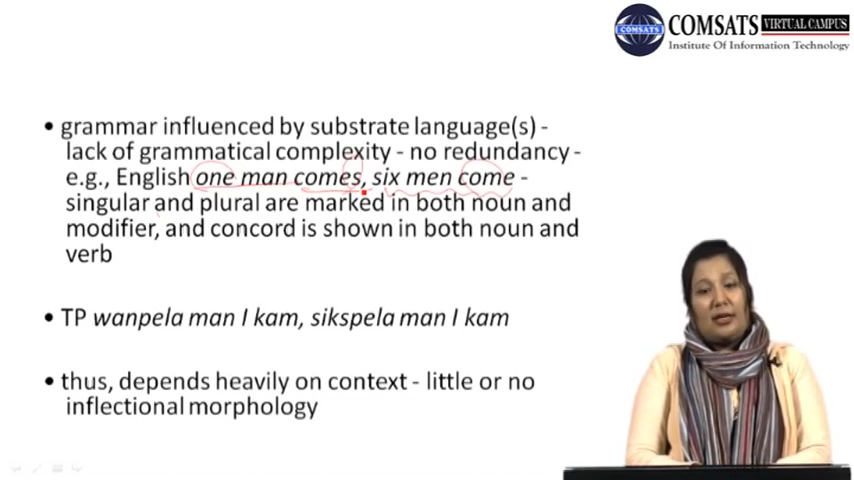 COMSATS
COMSATS VIRTUAL CAMPUS
Institute Of Information Technology
• grammar influenced by substrate language(s) -
lack of grammatical complexity - no redundancy -
e.g., English one man comes, six men come -
singular and plural are marked in both noun and
modifier, and concord is shown in both noun and
verb
• TP wanpela man I kam, sikspela man I kam
• thus, depends heavily on context - little or no
inflectional morphology